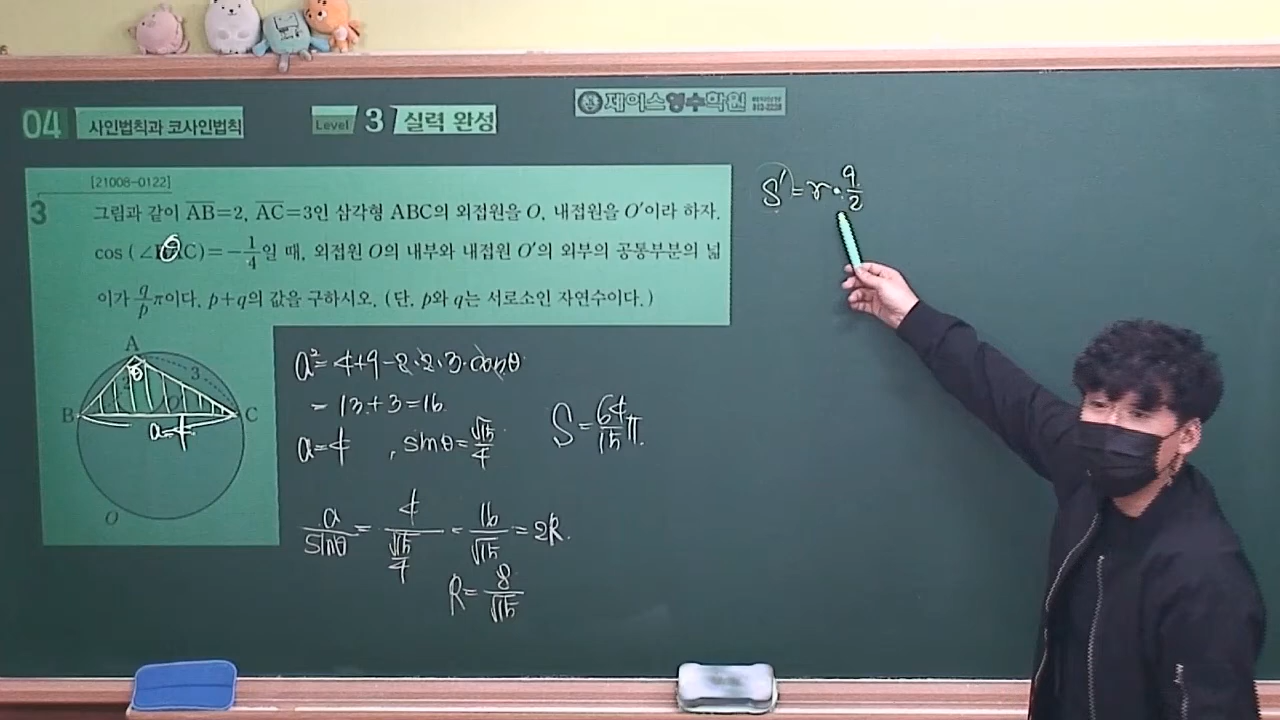 04 사인법칙과 코사인법칙
Level 3 실력 완성
제이스영수학원
[21008-0122]
3
그림과 같이 AB=2, AC=3인 삼각형 ABC의 외접원을 O, 내접원을 O'이라 하자.
cos(∠θAC)=-1/4일 때, 외접원 O의 내부와 내접원 O'의 외부의 공통부분의 넓
이가 q/p π이다. p+q의 값을 구하시오. (단, p와 q는 서로소인 자연수이다.)
A
θ
3
B
O'
C
a=4
O
a²=4+9-2·2·3·cosθ
=13+3=16.
a=4, sinθ=√15/4
S=64/15 π.
a/sinθ = 4/(√15/4) = 16/√15 = 2R.
R=8/√15
S'=r·9/2